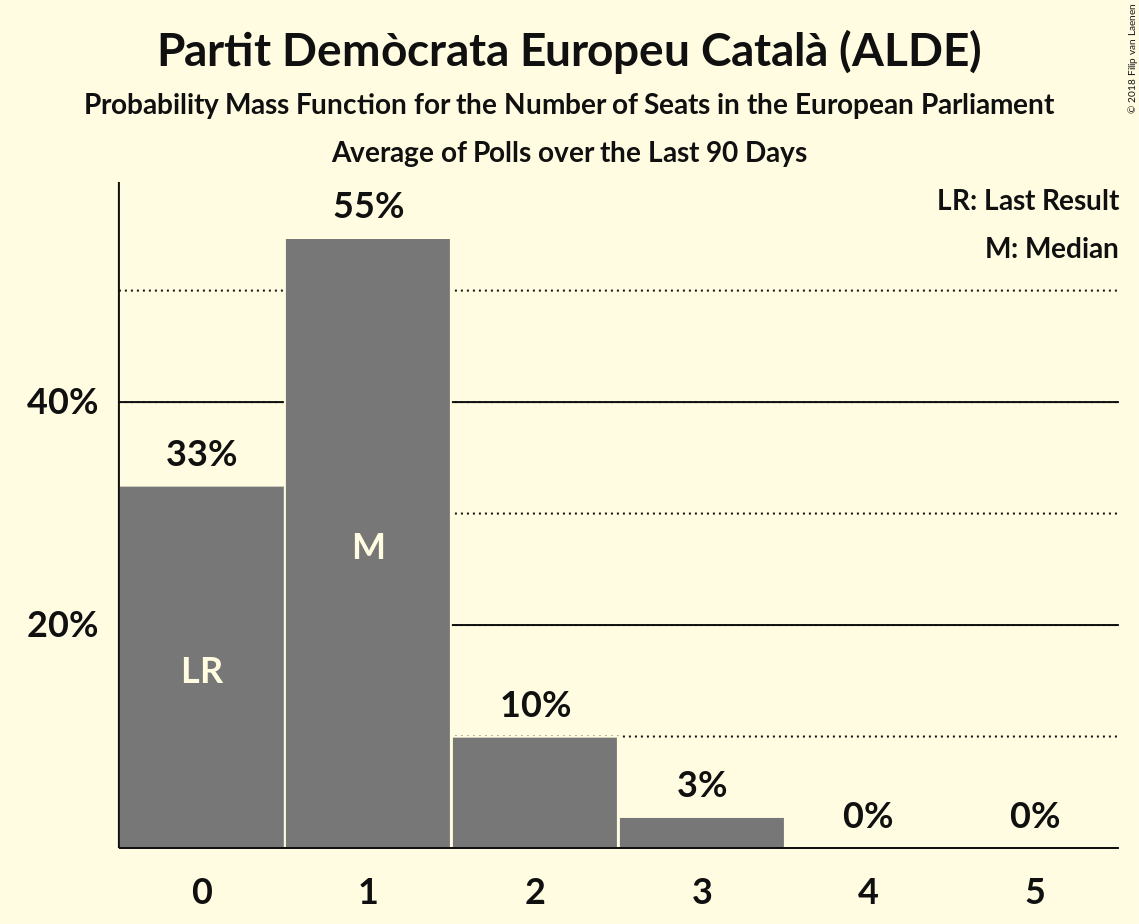 Partit Demòcrata Europeu Català (ALDE)
Probability Mass Function for the Number of Seats in the European Parliament
Average of Polls over the Last 90 Days
© 2018 Filip van Laenen
LR: Last Result
M: Median
55%
40%
33%
M
20%
LR
10%
3%
0%
0%
0 1 2 3 4 5